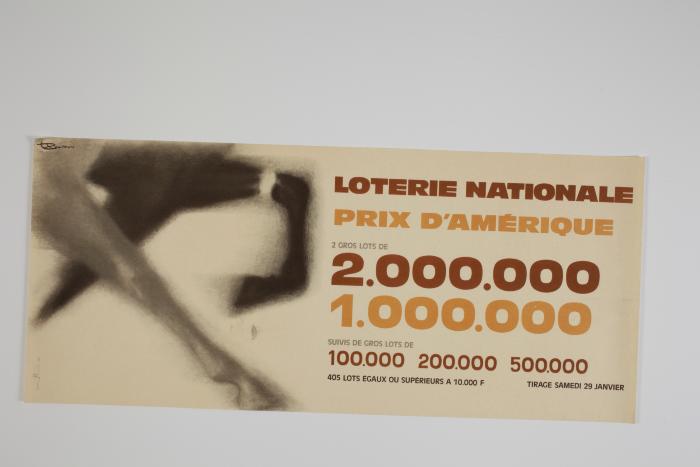 LOTERIE NATIONALE
PRIX D'AMÉRIQUE
2 GROS LOTS DE
2.000.000
1.000.000
SUIVIS DE GROS LOTS DE
100.000 200.000 500.000
405 LOTS EGAUX OU SUPÉRIEURS A 10.000 F TIRAGE SAMEDI 29 JANVIER